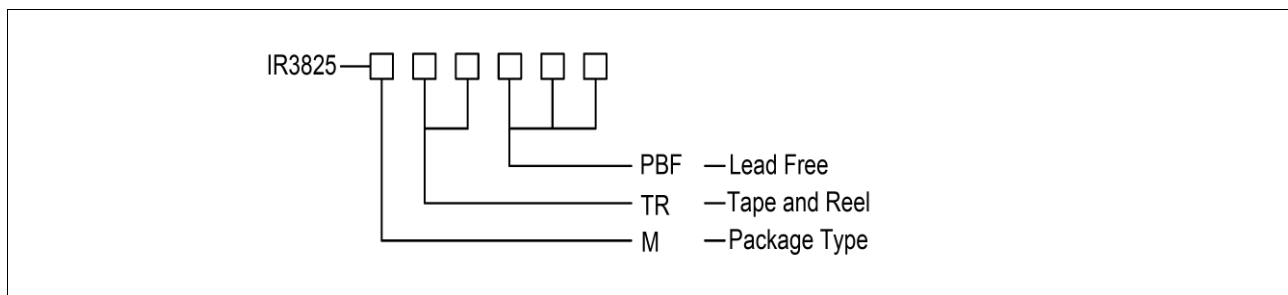 IR3825
PBF — Lead Free
TR — Tape and Reel
M — Package Type